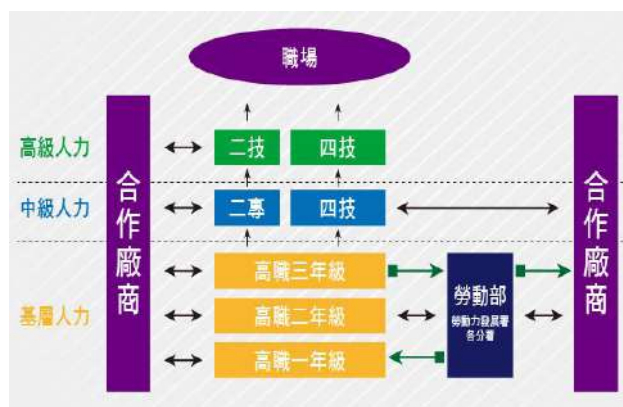 職場
高級人力
二技
四技
中級人力
二專
四技
合作廠商
合作廠商
基層人力
高職三年級
高職二年級
高職一年級
勞動部
勞動力發展署
各分署